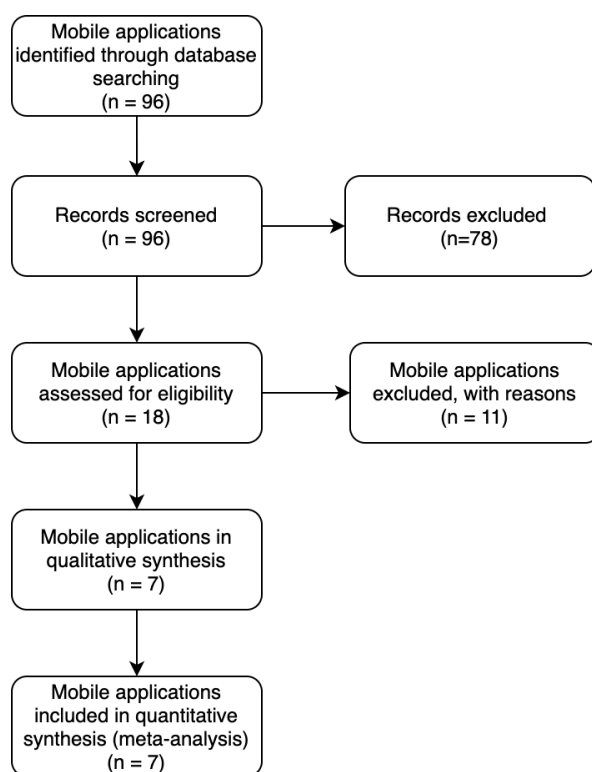 Mobile applications
identified through database
searching
(n = 96)
Records screened
(n = 96)
Records excluded
(n=78)
Mobile applications
assessed for eligibility
(n = 18)
Mobile applications
excluded, with reasons
(n = 11)
Mobile applications in
qualitative synthesis
(n = 7)
Mobile applications
included in quantitative
synthesis (meta-analysis)
(n = 7)